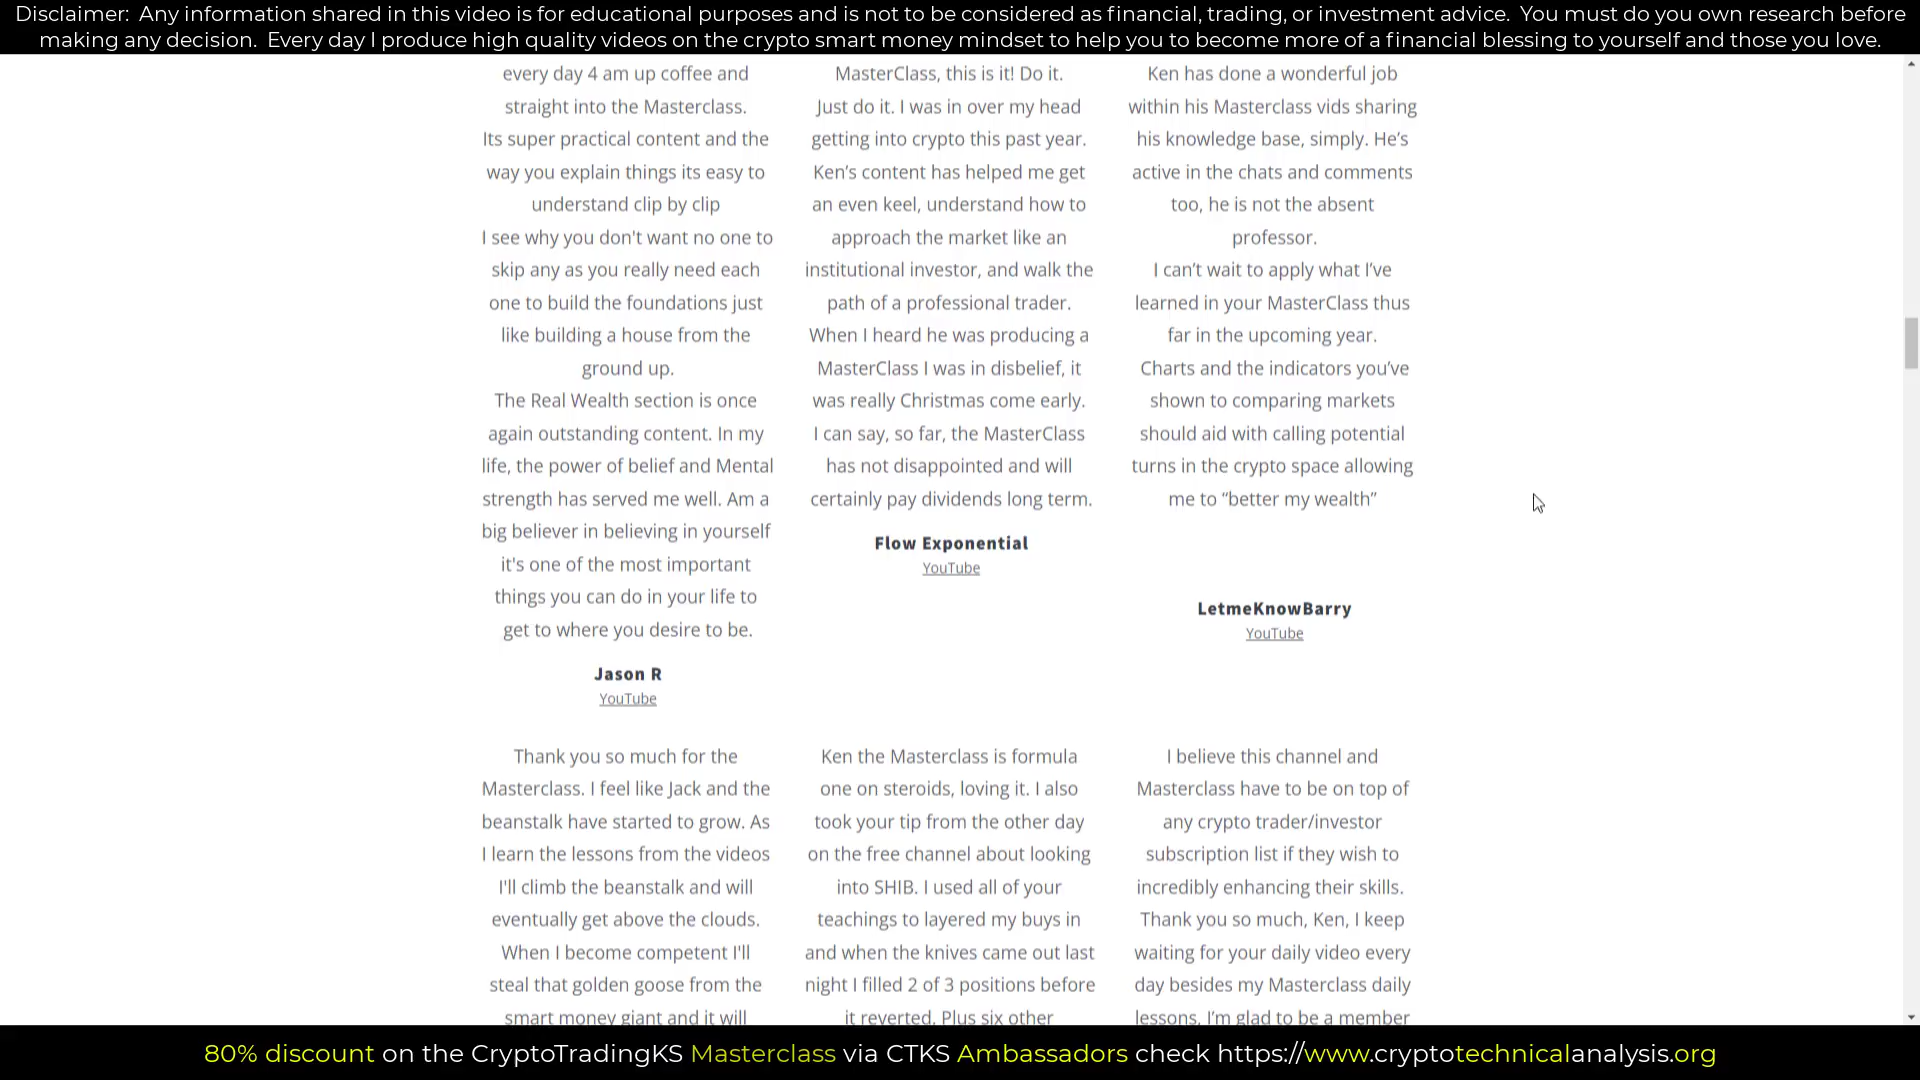 Disclaimer: Any information shared in this video is for educational purposes and is not to be considered as financial, trading, or investment advice. You must do you own research before
making any decision. Every day I produce high quality videos on the crypto smart money mindset to help you to become more of a financial blessing to yourself and those you love.
every day 4 am up coffee and
straight into the Masterclass.
Its super practical content and the
way you explain things its easy to
understand clip by clip
I see why you don't want no one to
skip any as you really need each
one to build the foundations just
like building a house from the
ground up.
The Real Wealth section is once
again outstanding content. In my
life, the power of belief and Mental
strength has served me well. Am a
big believer in believing in yourself
it's one of the most important
things you can do in your life to
get to where you desire to be.
Jason R
YouTube
MasterClass, this is it! Do it.
Just do it. I was in over my head
getting into crypto this past year.
Ken’s content has helped me get
an even keel, understand how to
approach the market like an
institutional investor, and walk the
path of a professional trader.
When I heard he was producing a
MasterClass I was in disbelief, it
was really Christmas come early.
I can say, so far, the MasterClass
has not disappointed and will
certainly pay dividends long term.
Flow Exponential
YouTube
Ken has done a wonderful job
within his Masterclass vids sharing
his knowledge base, simply. He’s
active in the chats and comments
too, he is not the absent
professor.
I can’t wait to apply what I’ve
learned in your MasterClass thus
far in the upcoming year.
Charts and the indicators you’ve
shown to comparing markets
should aid with calling potential
turns in the crypto space allowing
me to “better my wealth”
LetmeKnowBarry
YouTube
Thank you so much for the
Masterclass. I feel like Jack and the
beanstalk have started to grow. As
I learn the lessons from the videos
I'll climb the beanstalk and will
eventually get above the clouds.
When I become competent I'll
steal that golden goose from the
smart money giant and it will
Ken the Masterclass is formula
one on steroids, loving it. I also
took your tip from the other day
on the free channel about looking
into SHIB. I used all of your
teachings to layered my buys in
and when the knives came out last
night I filled 2 of 3 positions before
it reverted. Plus six other
I believe this channel and
Masterclass have to be on top of
any crypto trader/investor
subscription list if they wish to
incredibly enhancing their skills.
Thank you so much, Ken, I keep
waiting for your daily video every
day besides my Masterclass daily
lessons. I’m glad to be a member
80% discount on the CryptoTradingKS Masterclass via CTKS Ambassadors check https://www.cryptotechnicalanalysis.org